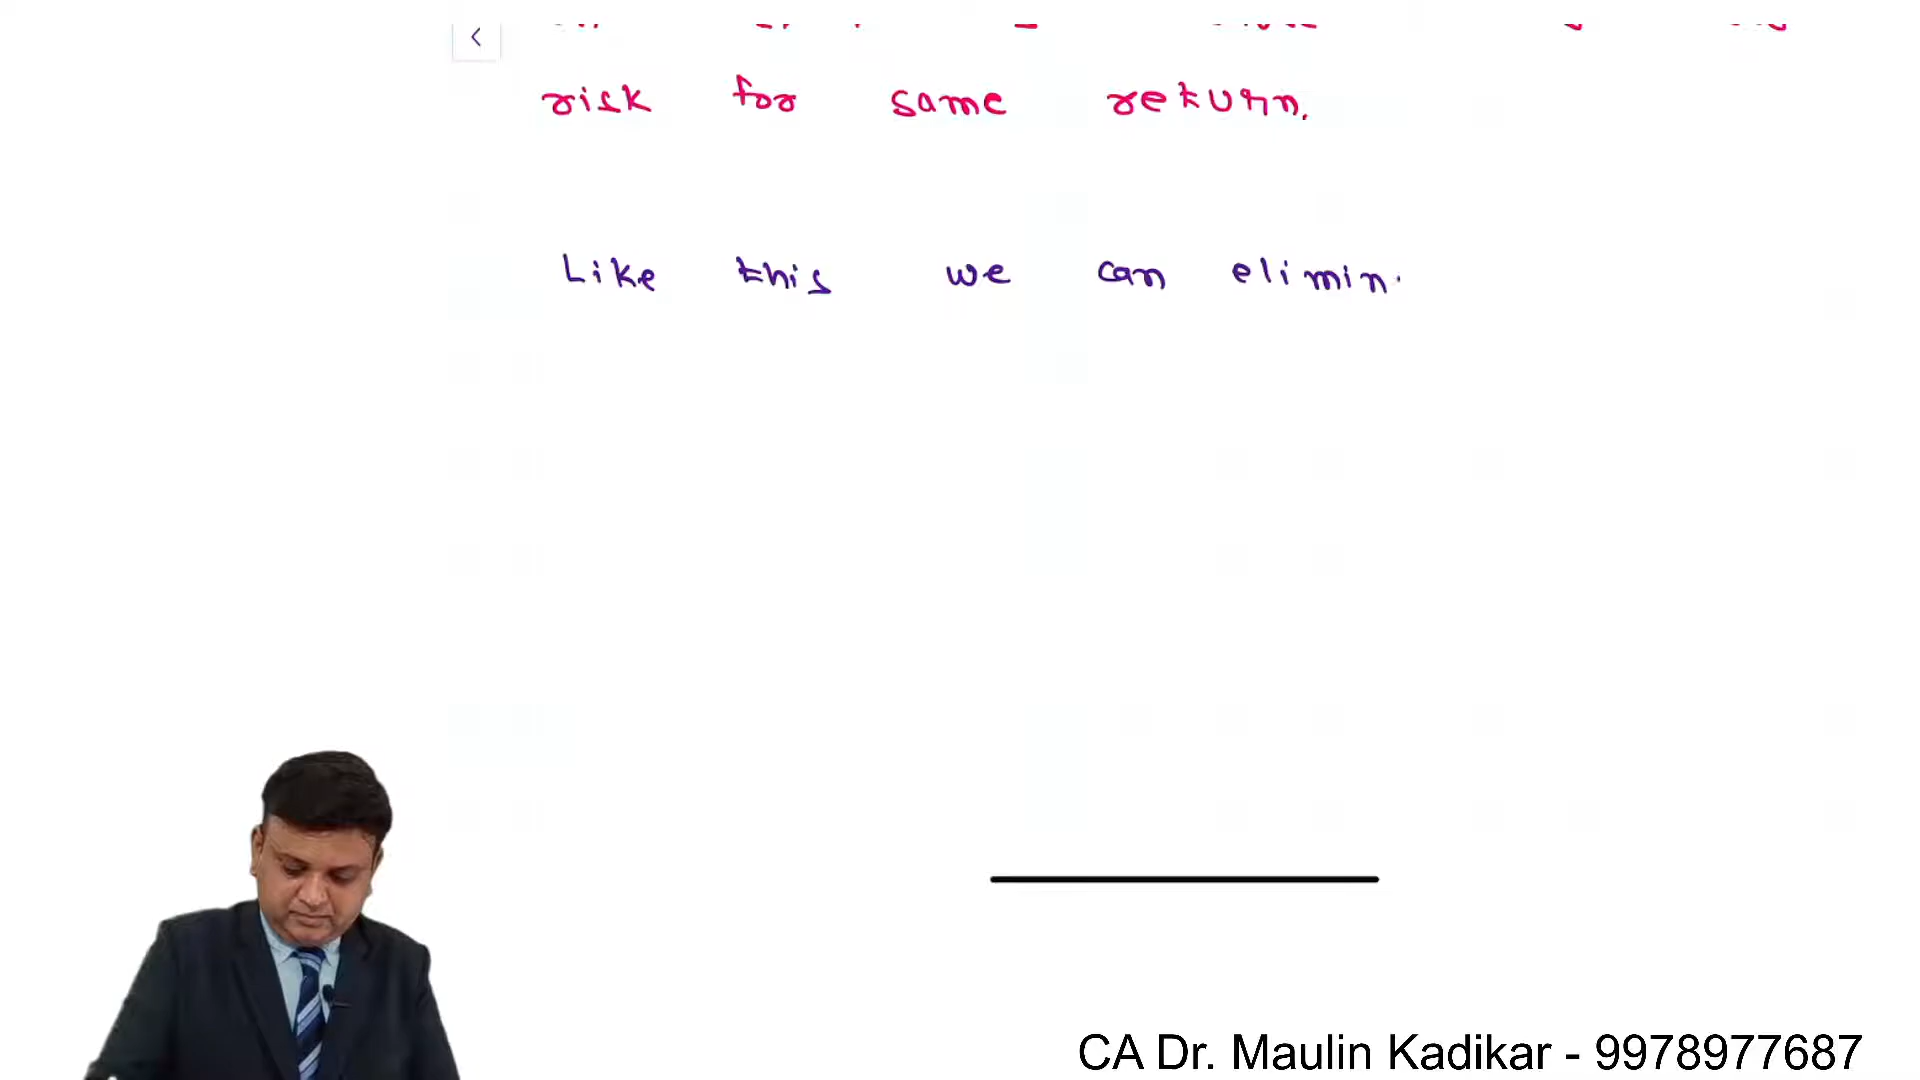 risk for same return.
Like this we can elimin.
CA Dr. Maulin Kadikar - 9978977687